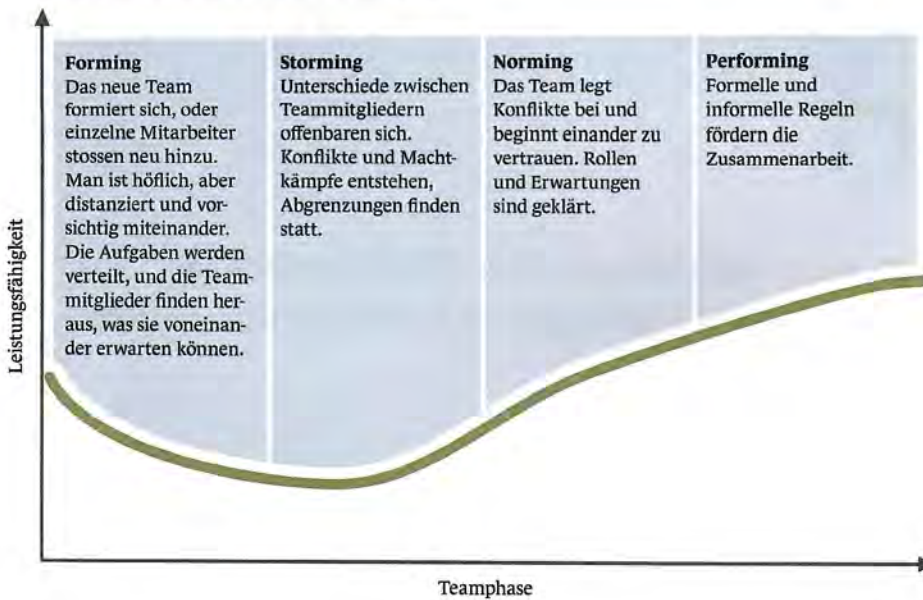 Leistungsfähigkeit
Forming
Das neue Team
formiert sich, oder
einzelne Mitarbeiter
stossen neu hinzu.
Man ist höflich, aber
distanziert und vor-
sichtig miteinander.
Die Aufgaben werden
verteilt, und die Team-
mitglieder finden her-
aus, was sie voneinan-
der erwarten können.
Storming
Unterschiede zwischen
Teammitgliedern
offenbaren sich.
Konflikte und Macht-
kämpfe entstehen,
Abgrenzungen finden
statt.
Norming
Das Team legt
Konflikte bei und
beginnt einander zu
vertrauen. Rollen
und Erwartungen
sind geklärt.
Performing
Formelle und
informelle Regeln
fördern die
Zusammenarbeit.
Teamphase